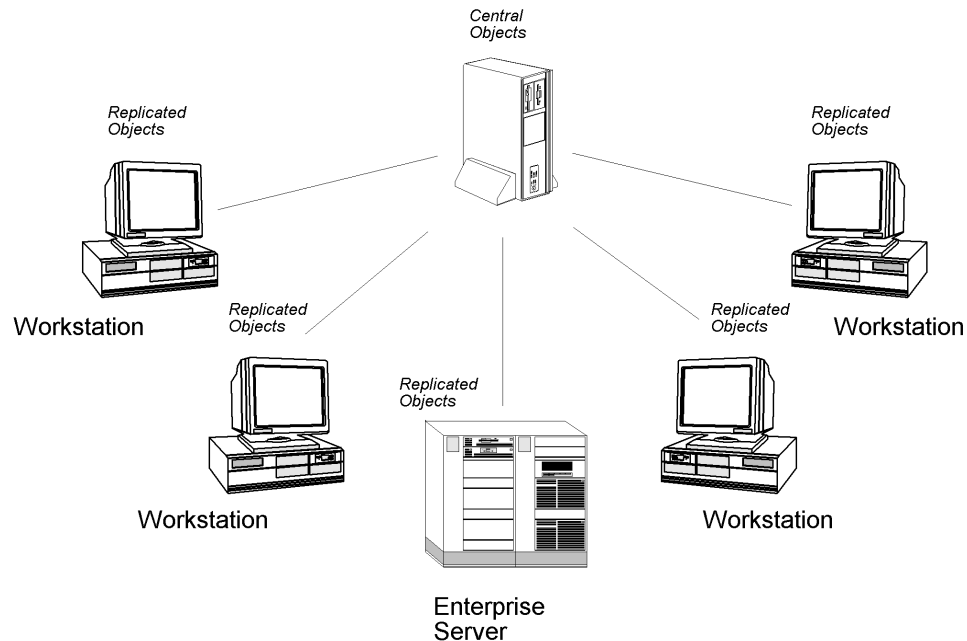 Central
Objects
Replicated
Objects
Replicated
Objects
Workstation
Workstation
Replicated
Objects
Replicated
Objects
Replicated
Objects
Workstation
Workstation
Enterprise
Server